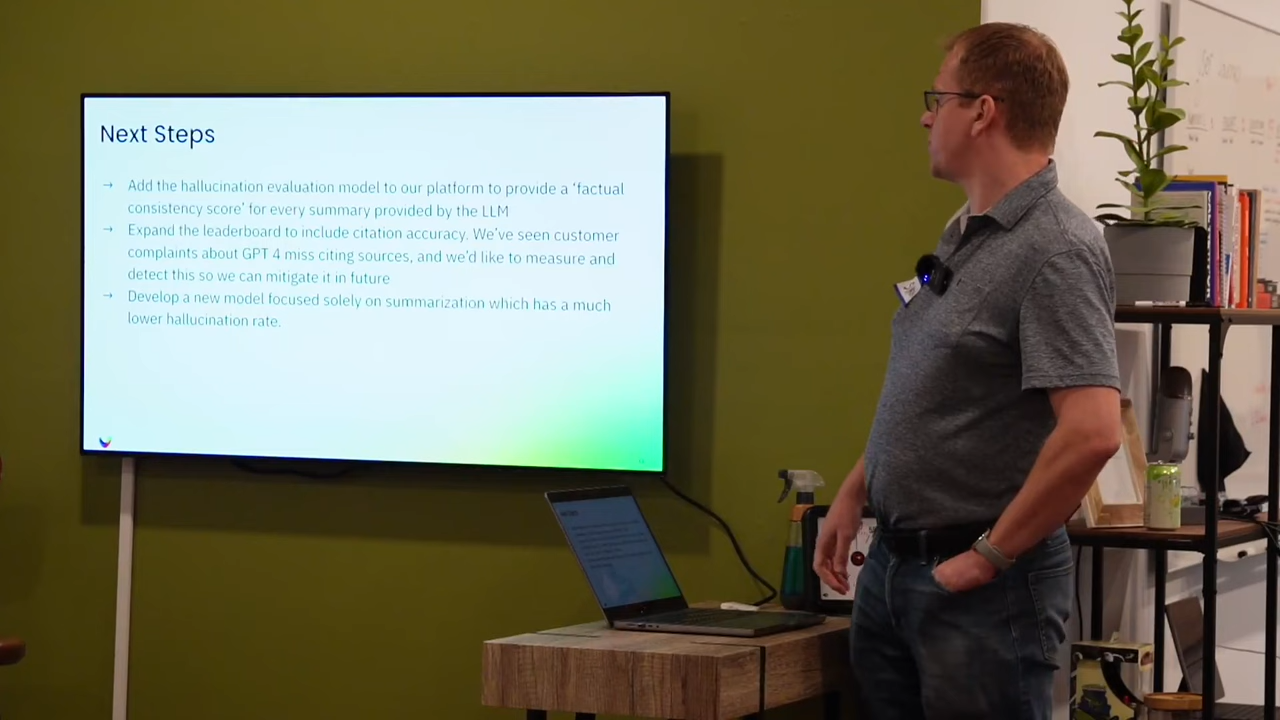 Next Steps
→ Add the hallucination evaluation model to our platform to provide a ‘factual
consistency score’ for every summary provided by the LLM
→ Expand the leaderboard to include citation accuracy. We’ve seen customer
complaints about GPT 4 miss citing sources, and we’d like to measure and
detect this so we can mitigate it in future
→ Develop a new model focused solely on summarization which has a much
lower hallucination rate.